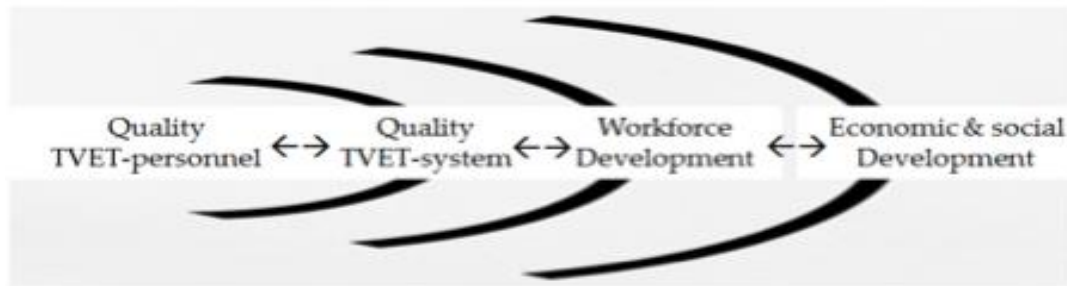 Quality
TVET-personnel
←→
Quality
TVET-system
←→
Workforce
Development
←→
Economic & social
Development